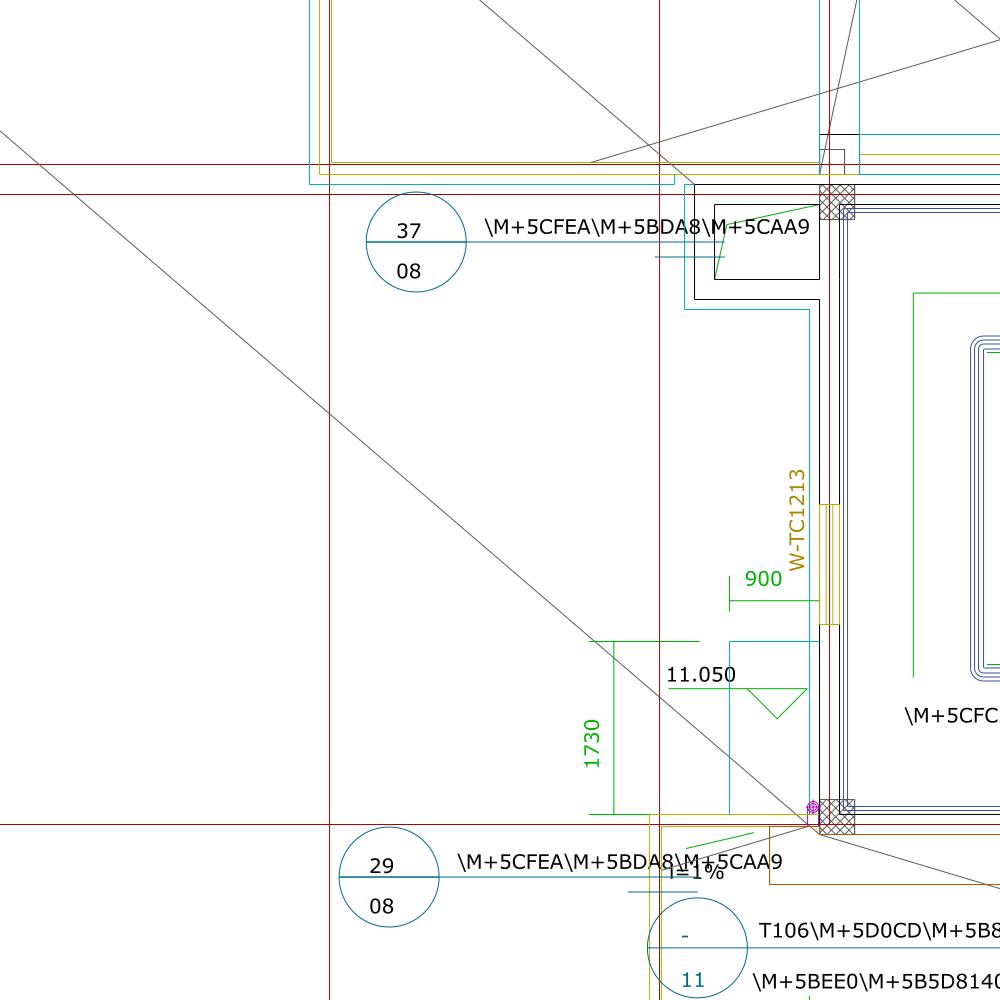 37
08
\M+5CFEA\M+5BDA8\M+5CAA9
W-TC1213
900
11.050
1730
\M+5CFC
29
08
\M+5CFEA\M+5BDA8\M+5CAA9
i=1%
-
11
T106\M+5D0CD\M+5B8
\M+5BEE0\M+5B5D8140